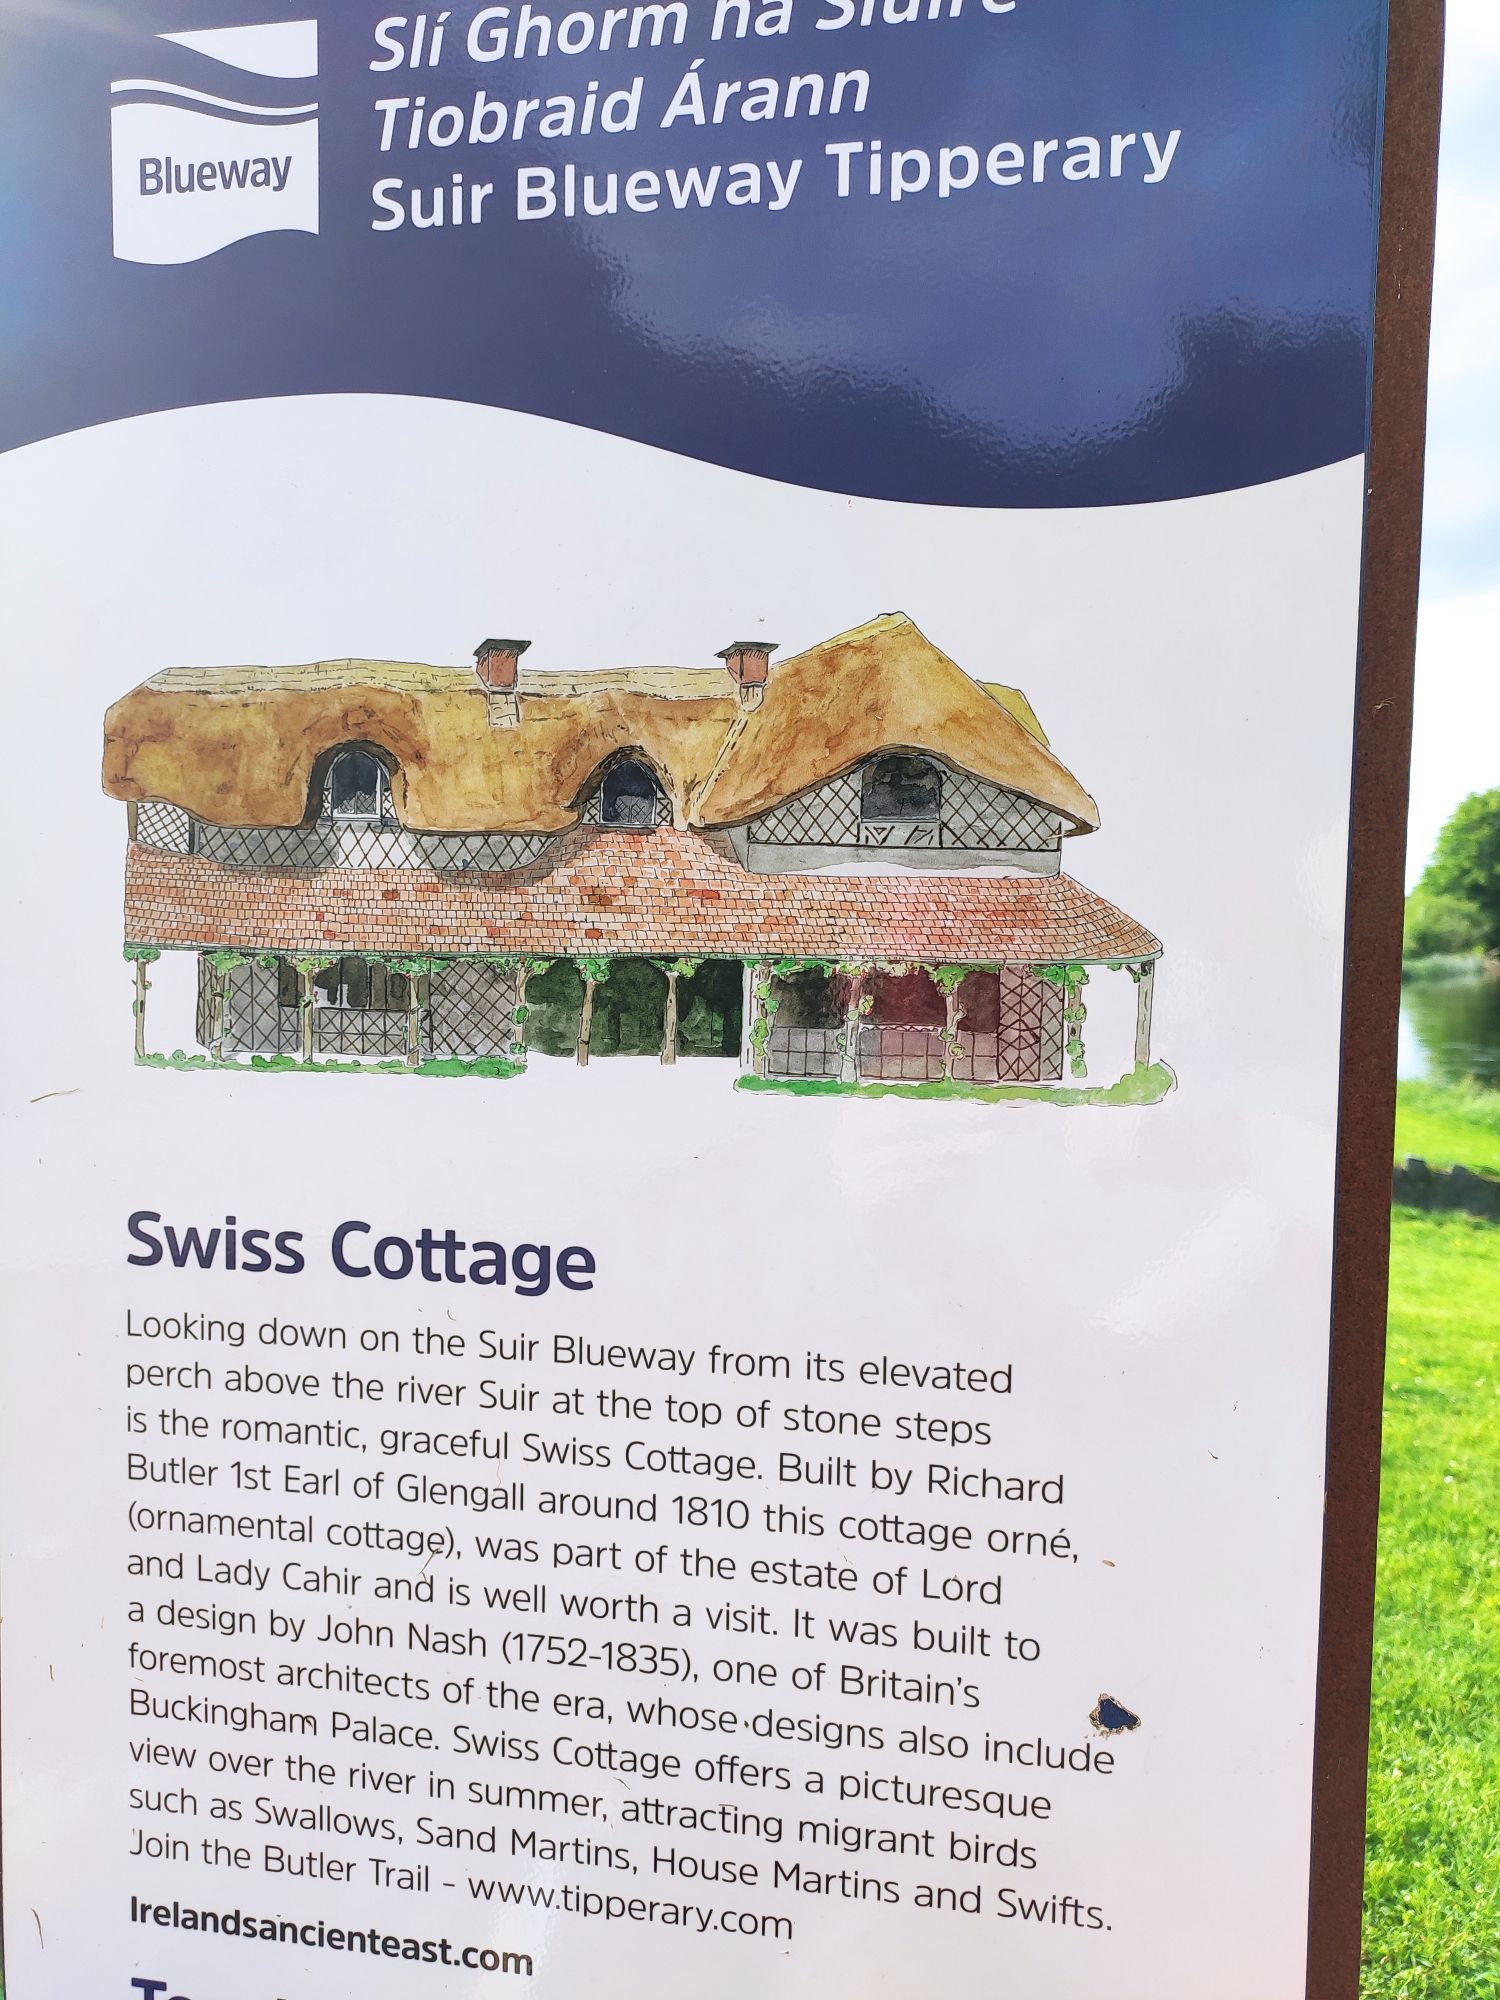 Slí Ghorm na Siúire
Tiobraid Árann
Blueway
Suir Blueway Tipperary
Swiss Cottage
Looking down on the Suir Blueway from its elevated
perch above the river Suir at the top of stone steps
is the romantic, graceful Swiss Cottage. Built by Richard
Butler 1st Earl of Glengall around 1810 this cottage orné,
(ornamental cottage), was part of the estate of Lord
and Lady Cahir and is well worth a visit. It was built to
a design by John Nash (1752-1835), one of Britain's
foremost architects of the era, whose designs also include
Buckingham Palace. Swiss Cottage offers a picturesque
view over the river in summer, attracting migrant birds
such as Swallows, Sand Martins, House Martins and Swifts.
Join the Butler Trail - www.tipperary.com
Irelandsancienteast.com